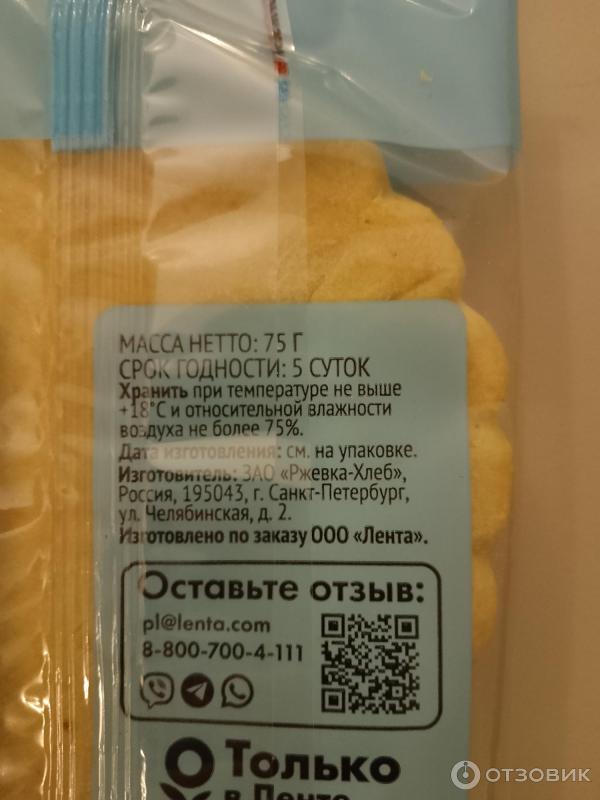 МАССА НЕТТО: 75 Г
СРОК ГОДНОСТИ: 5 СУТОК
Хранить при температуре не выше
+18°С и относительной влажности
воздуха не более 75%.
Дата изготовления: см. на упаковке.
Изготовитель: ЗАО «Ржевка-Хлеб»,
Россия, 195043, г. Санкт-Петербург,
ул. Челябинская, д. 2.
Изготовлено по заказу ООО «Лента».
Оставьте отзыв:
pl@lenta.com
8-800-700-4-111
Только
в Ленте
ОТЗОВИК